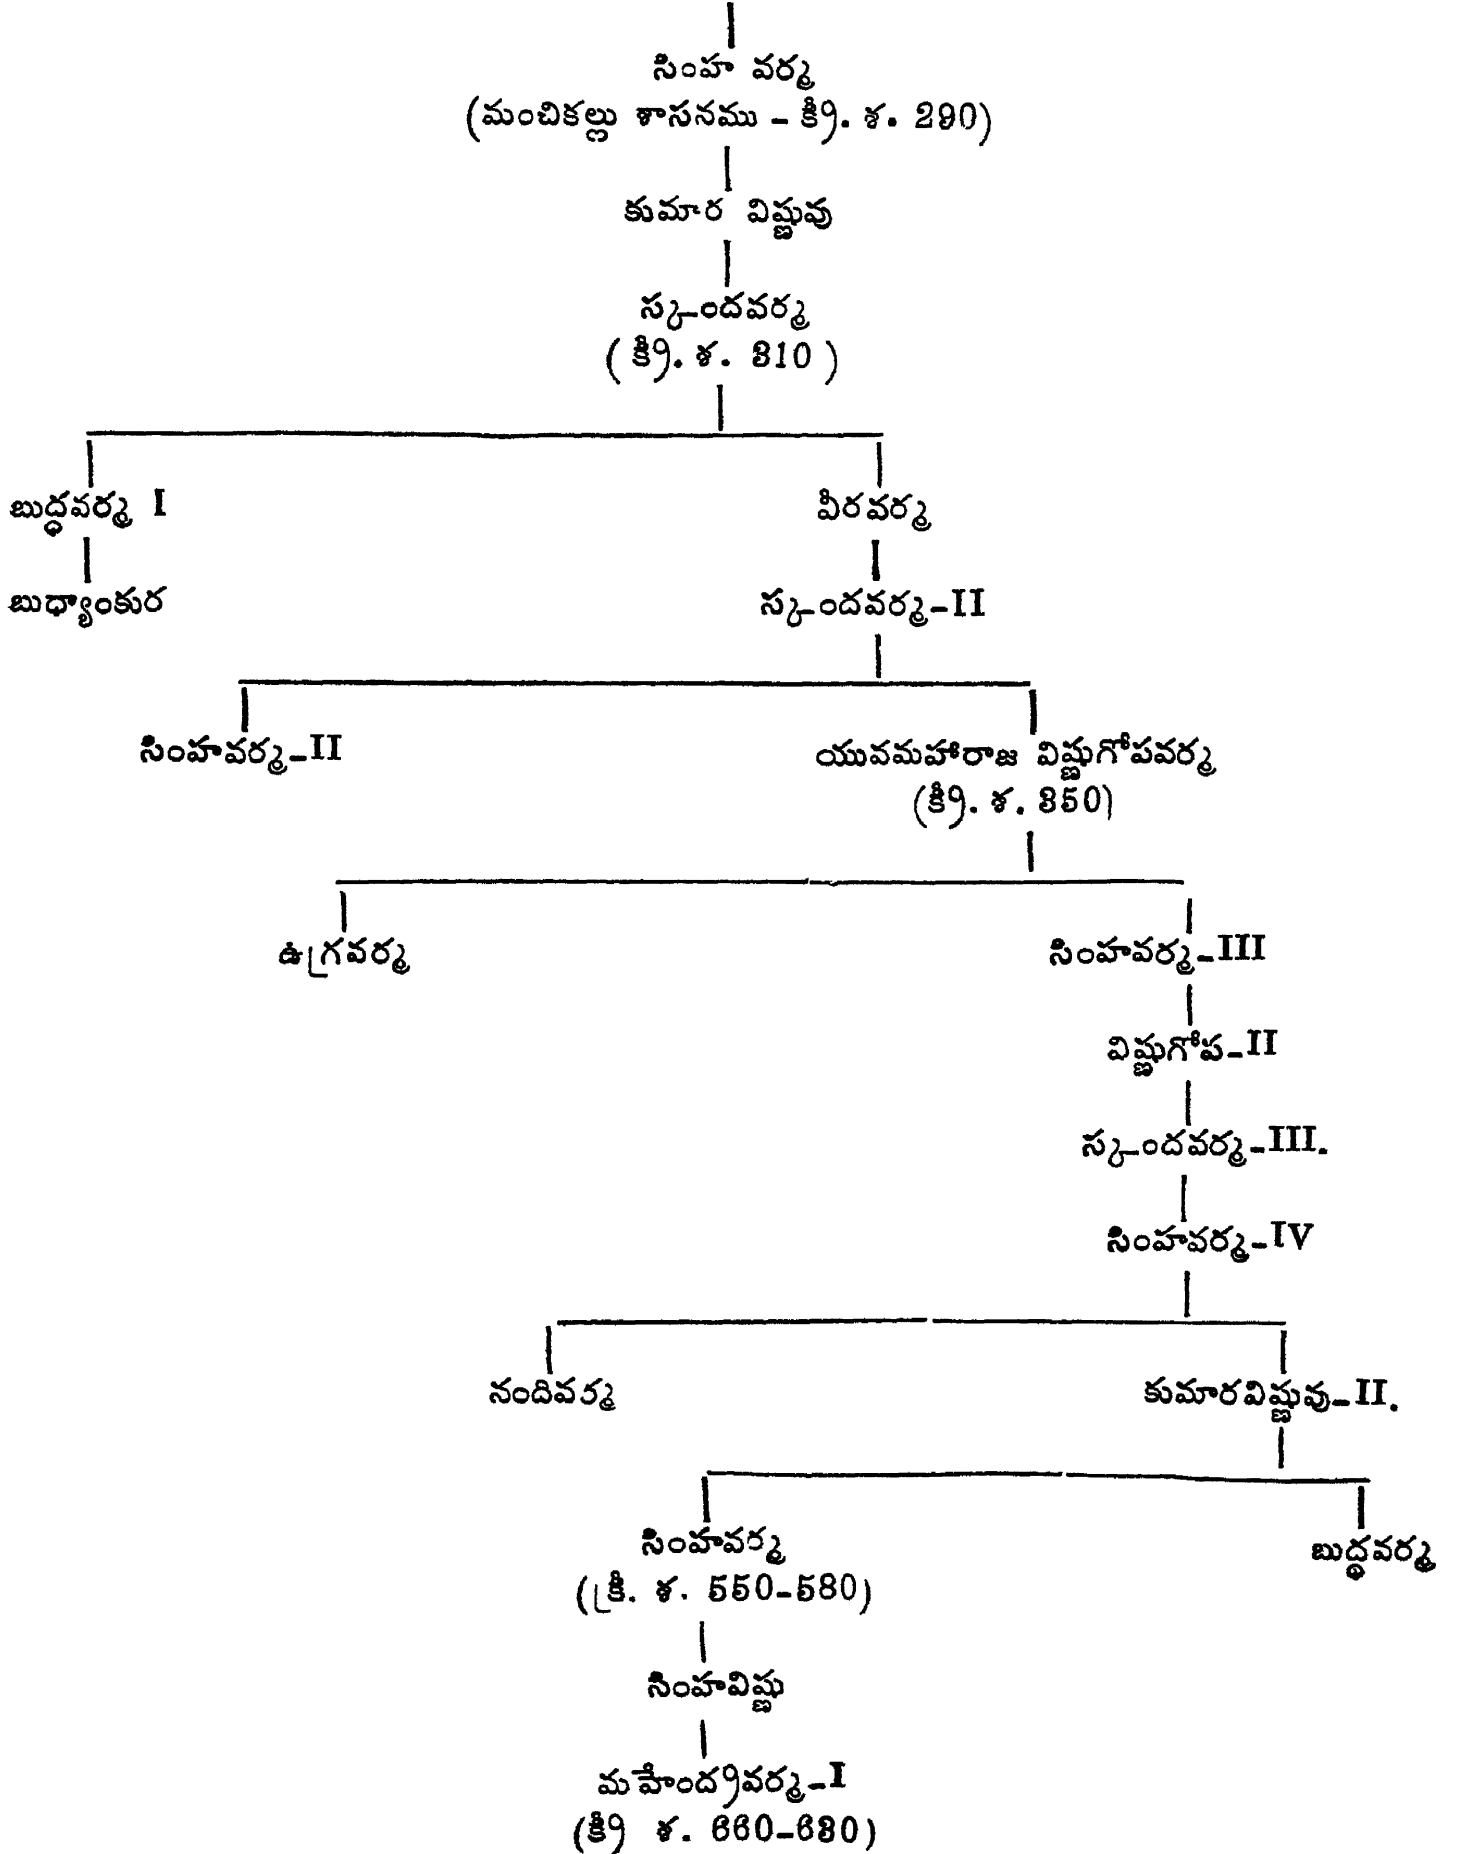 సింహ వర్మ
(మంచికల్లు శాసనము - క్రీ. శ. 290)
కుమార విష్ణువు
స్కందవర్మ
( క్రీ. శ. 310 )
బుద్ధవర్మ I వీరవర్మ
బుధ్యాంకుర స్కందవర్మ-II
సింహవర్మ-II యువమహారాజ విష్ణుగోపవర్మ
(క్రీ. శ. 350)
ఉగ్రవర్మ సింహవర్మ-III
విష్ణుగోప-II
స్కందవర్మ-III.
సింహవర్మ-IV
నందివర్మ కుమారవిష్ణువు-II.
సింహవర్మ బుద్ధవర్మ
(క్రీ. శ. 550-580)
సింహవిష్ణు
మహేంద్రవర్మ-I
(క్రీ శ. 660-680)